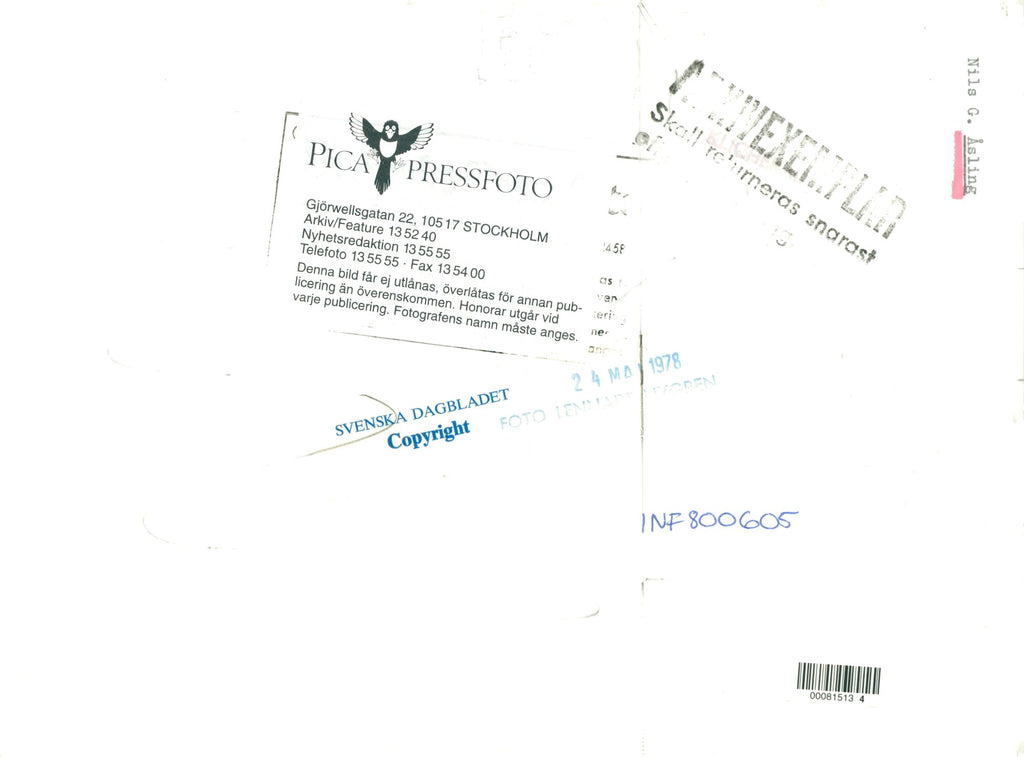 Nils G. Åsling
Skall returneras snarast
PICA PRESSFOTO
Gjörwellsgatan 22, 105 17 STOCKHOLM
Arkiv/Feature 13 52 40
Nyhetsredaktion 13 55 55
Telefoto 13 55 55 · Fax 13 54 00
Denna bild får ej utlånas, överlåtas för annan pub-
licering än överenskommen. Honorar utgår vid
varje publicering. Fotografens namn måste anges.
24 MAJ 1978
SVENSKA DAGBLADET
Copyright
FOTO LENNART
INF800605
00081513 4